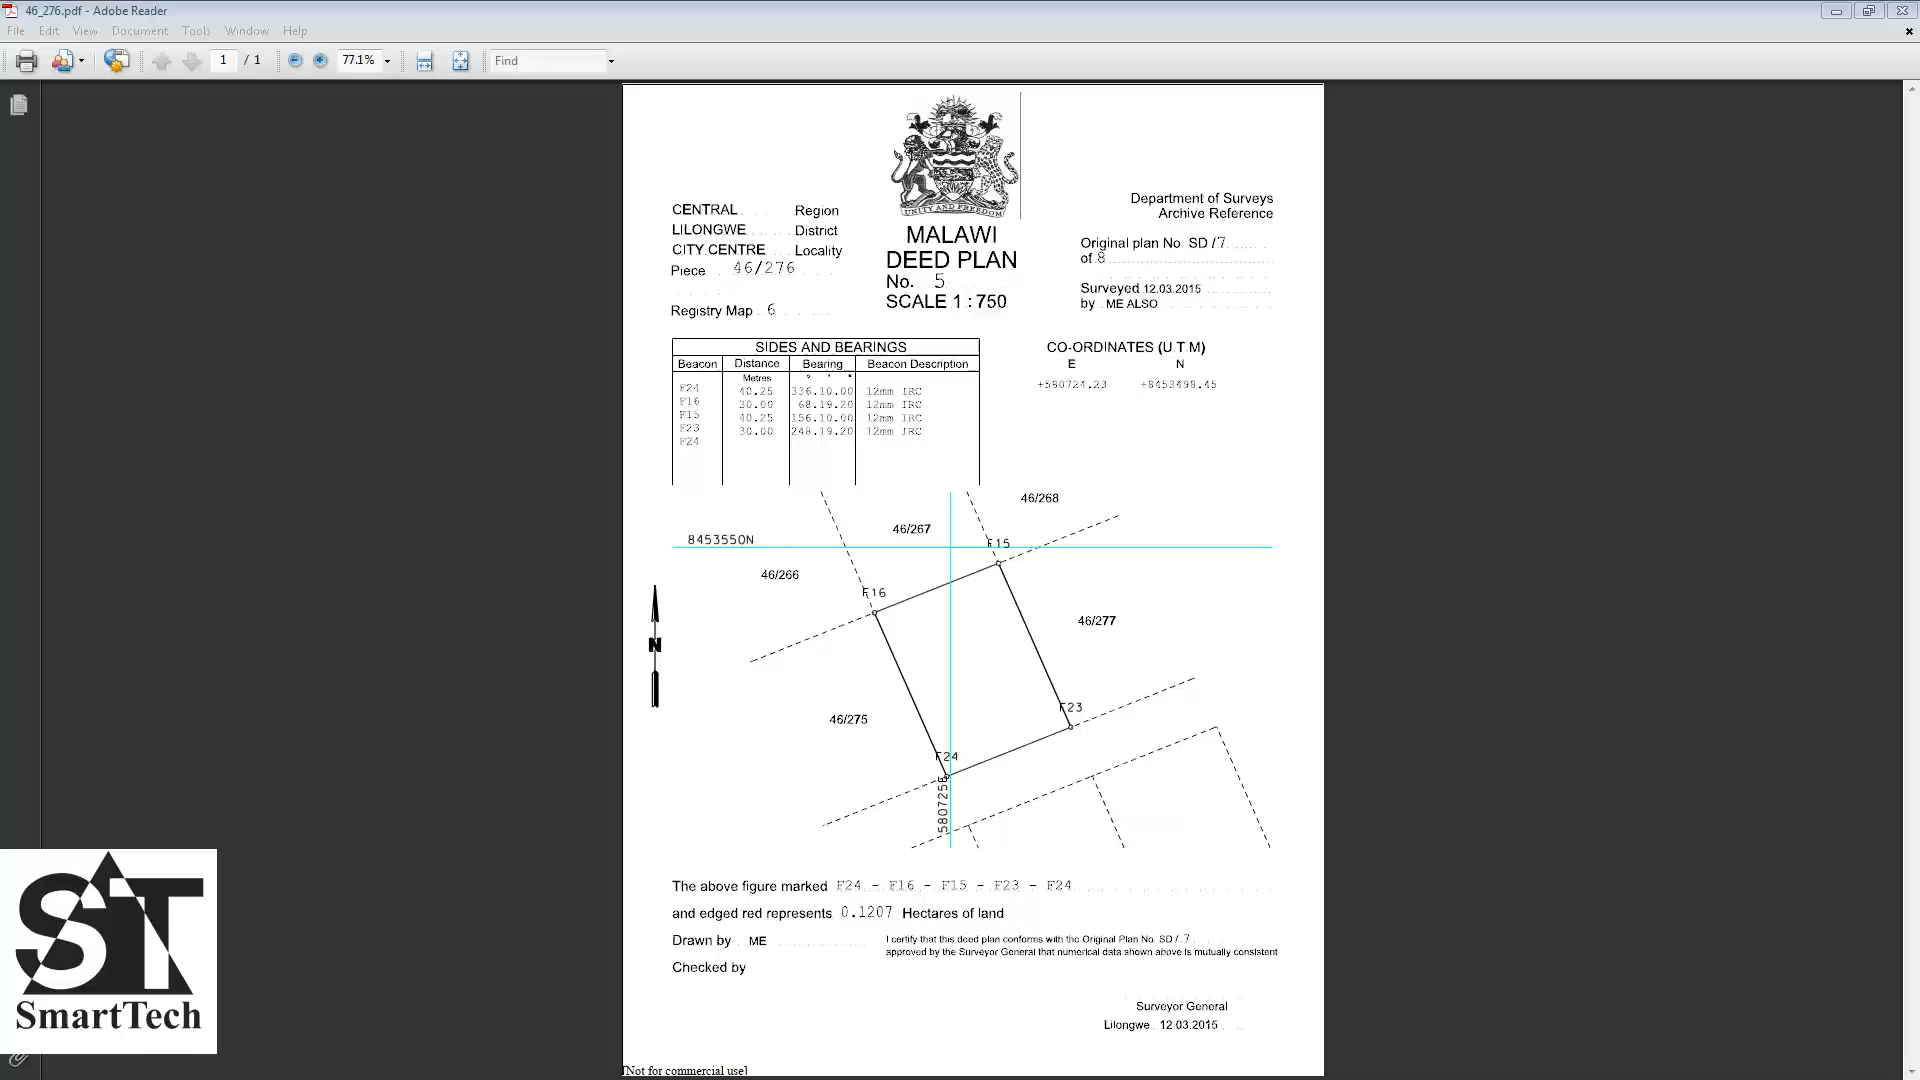 46_276.pdf - Adobe Reader
File Edit View Document Tools Window Help
1 / 1 77.1% Find
UNITY AND FREEDOM
MALAWI
DEED PLAN
No. 5
SCALE 1 : 750
CENTRAL Region
LILONGWE District
CITY CENTRE Locality
Piece 46/276
Registry Map 6
Department of Surveys
Archive Reference
Original plan No. SD /7
of 8
Surveyed 12.03.2015
by ME ALSO
SIDES AND BEARINGS
Beacon Distance Bearing Beacon Description
Metres ° ' "
F24 40.25 336.10.00 12mm IRC
F16 30.00 68.19.20 12mm IRC
F15 40.25 156.10.00 12mm IRC
F23 30.00 248.19.20 12mm IRC
F24
CO-ORDINATES (U.T.M)
E N
+580724.23 +8453498.45
46/268
46/267
8453550N
F15
46/266
F16
46/277
N
F23
46/275
F24
580725E
The above figure marked F24 - F16 - F15 - F23 - F24
and edged red represents 0.1207 Hectares of land
Drawn by ME
I certify that this deed plan conforms with the Original Plan No. SD / 7
approved by the Surveyor General that numerical data shown above is mutually consistent
Checked by
Surveyor General
Lilongwe 12.03.2015
[Not for commercial use]
ST
SmartTech